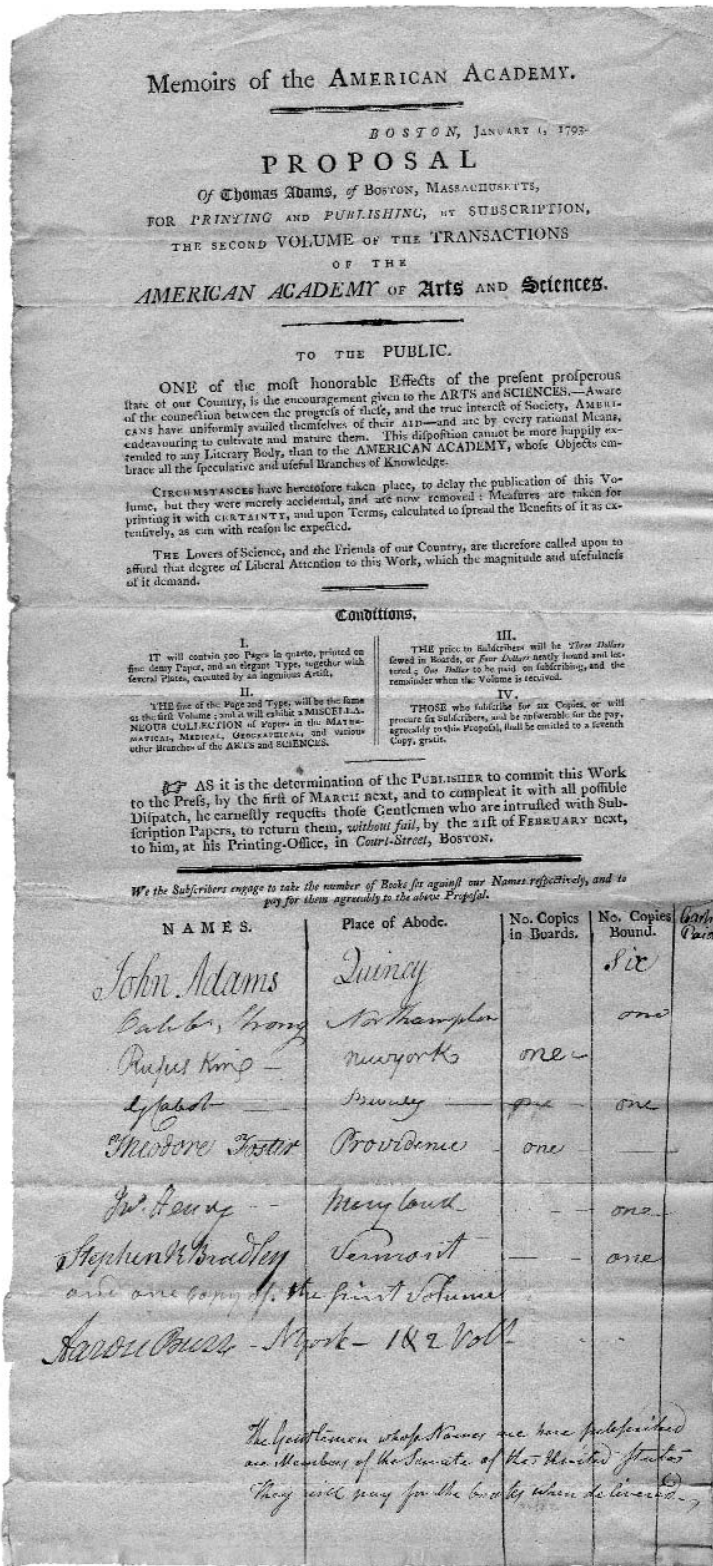 Memoirs of the AMERICAN ACADEMY.
BOSTON, JANUARY 1, 1793.
PROPOSAL
Of Thomas Adams, of BOSTON, MASSACHUSETTS,
FOR PRINTING AND PUBLISHING, BY SUBSCRIPTION,
THE SECOND VOLUME OF THE TRANSACTIONS
OF THE
AMERICAN ACADEMY OF Arts AND Sciences.
TO THE PUBLIC.
ONE of the moſt honorable Effects of the preſent proſperous
ſtate of our Country, is the encouragement given to the ARTS and SCIENCES.—Aware
of the connection between the progreſs of theſe, and the true intereſt of Society, AMERI-
CANS have uniformly availed themſelves of their AID—and are by every rational Means,
endeavouring to cultivate and mature them. This diſpoſition cannot be more happily ex-
tended to any Literary Body, than to the AMERICAN ACADEMY, whoſe Objects em-
brace all the ſpeculative and uſeful Branches of Knowledge.
CIRCUMSTANCES have heretofore taken place, to delay the publication of this Vo-
lume, but they were merely accidental, and are now removed: Meaſures are taken for
printing it with CERTAINTY, and upon Terms, calculated to ſpread the Benefits of it as ex-
tenſively, as can with reaſon be expected.
THE Lovers of Science, and the Friends of our Country, are therefore called upon to
afford that degree of Liberal Attention to this Work, which the magnitude and uſefulneſs
of it demand.
Conditions.
I.
IT will contain 500 Pages in quarto, printed on
fine demy Paper, and an elegant Type, together with
ſeveral Plates, executed by an ingenious Artiſt.
II.
THE ſize of the Page and Type, will be the ſame
as the firſt Volume; and it will exhibit a MISCELLA-
NEOUS COLLECTION of Papers in the MATHE-
MATICAL, MEDICAL, GEOGRAPHICAL, and various
other Branches of the ARTS and SCIENCES.
III.
THE price to Subſcribers will be Three Dollars
ſewed in Boards, or Four Dollars neatly bound and let-
tered; One Dollar to be paid on ſubſcribing, and the
remainder when the Volume is received.
IV.
THOSE who ſubſcribe for ſix Copies, or will
procure ſix Subſcribers, and be anſwerable for the pay,
agreeably to this Propoſal, ſhall be entitled to a ſeventh
Copy, gratis.
☞ AS it is the determination of the PUBLISHER to commit this Work
to the Preſs, by the firſt of MARCH next, and to compleat it with all poſſible
Diſpatch, he earneſtly requeſts thoſe Gentlemen who are intruſted with Sub-
ſcription Papers, to return them, without fail, by the 21ſt of FEBRUARY next,
to him, at his Printing-Office, in Court-Street, BOSTON.
We the Subſcribers engage to take the number of Books ſet againſt our Names reſpectively, and to
pay for them agreeably to the above Propoſal.
NAMES. Place of Abode. No. Copies in Boards. No. Copies Bound. Cash Paid
John Adams Quincy Six
Caleb Strong Northampton one
Rufus King — newyork one —
G Cabot — — one
Theodore Foster Providence — one — —
Jno. Henry — Maryland - - one —
Stephen R Bradley Vermont — - one
and one copy of the first Volume
Aaron Burr — N York — 1 & 2 Vol.
The Gentlemen whose Names are here subscribed
are Members of the Senate of the United States
they will pay for the books when delivered